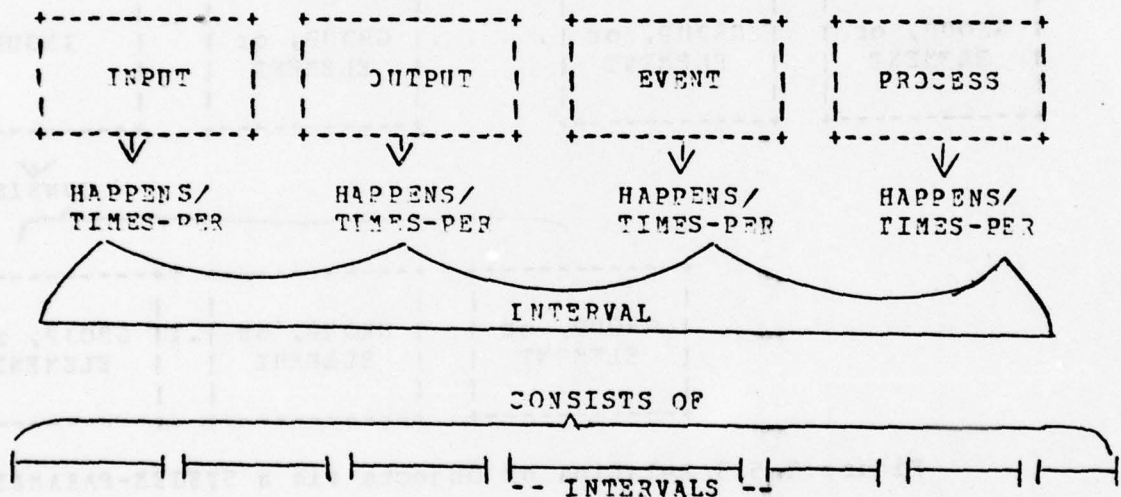 INPUT OUTPUT EVENT PROCESS
HAPPENS/ HAPPENS/ HAPPENS/ HAPPENS/
TIMES-PER TIMES-PER TIMES-PER TIMES-PER
INTERVAL
CONSISTS OF
-- INTERVALS --